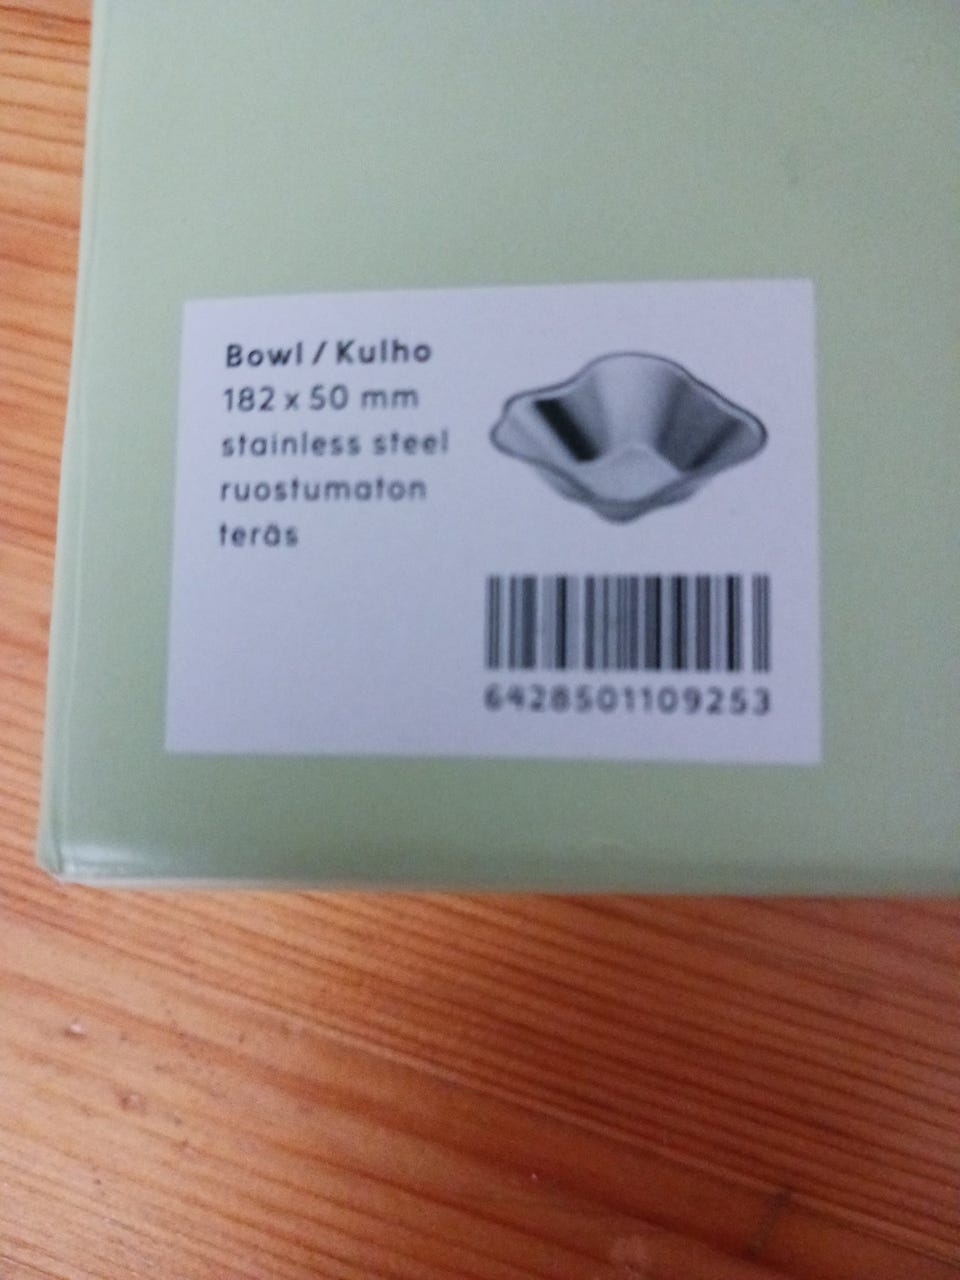 Bowl / Kulho
182 x 50 mm
stainless steel
ruostumaton
teräs
6428501109253